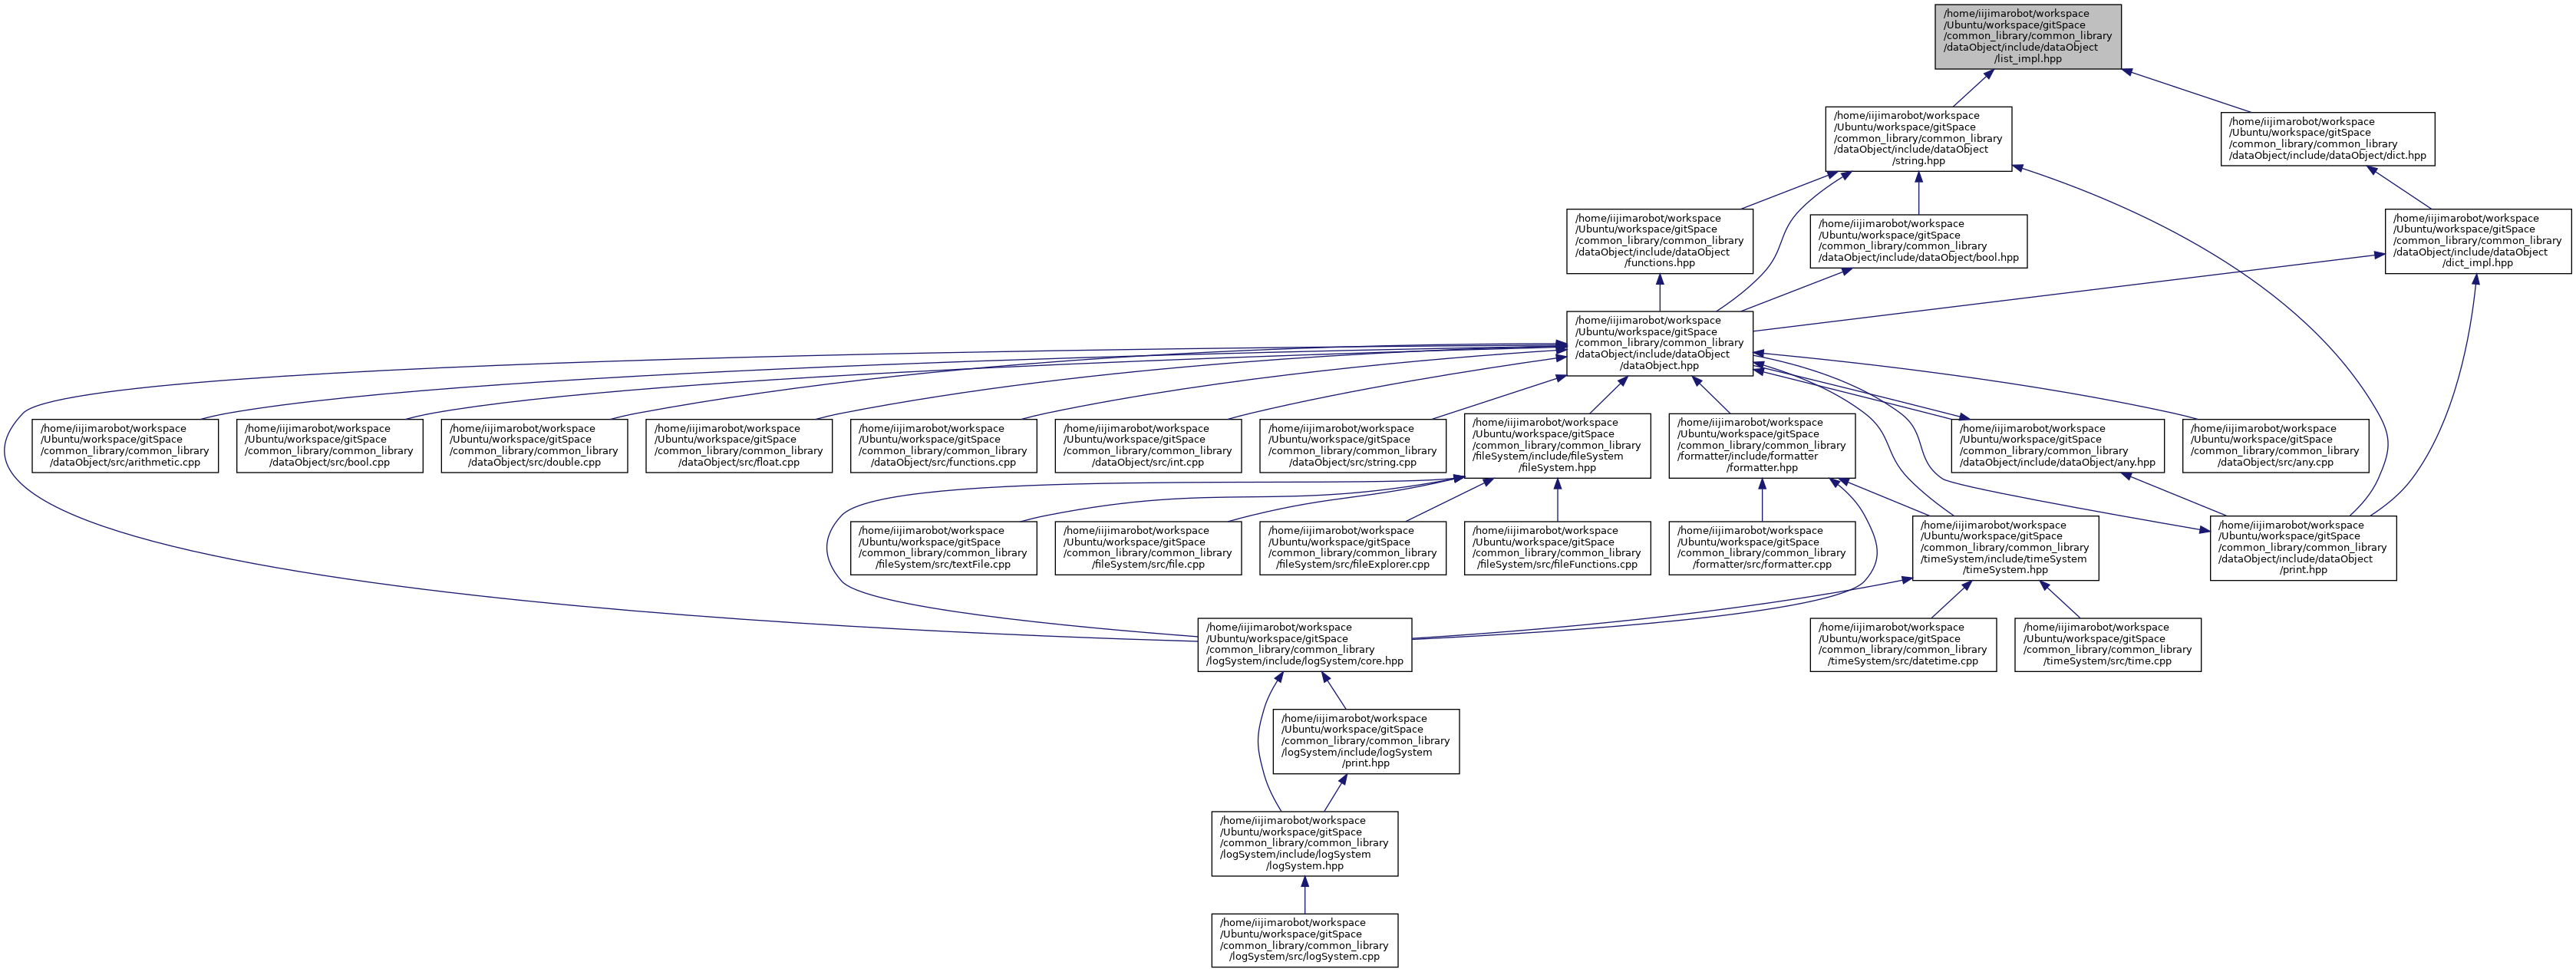 /home/iijimarobot/workspace
/Ubuntu/workspace/gitSpace
/common_library/common_library
/dataObject/include/dataObject
/list_impl.hpp
/home/iijimarobot/workspace
/Ubuntu/workspace/gitSpace
/common_library/common_library
/dataObject/include/dataObject
/string.hpp
/home/iijimarobot/workspace
/Ubuntu/workspace/gitSpace
/common_library/common_library
/dataObject/include/dataObject/dict.hpp
/home/iijimarobot/workspace
/Ubuntu/workspace/gitSpace
/common_library/common_library
/dataObject/include/dataObject
/functions.hpp
/home/iijimarobot/workspace
/Ubuntu/workspace/gitSpace
/common_library/common_library
/dataObject/include/dataObject/bool.hpp
/home/iijimarobot/workspace
/Ubuntu/workspace/gitSpace
/common_library/common_library
/dataObject/include/dataObject
/dict_impl.hpp
/home/iijimarobot/workspace
/Ubuntu/workspace/gitSpace
/common_library/common_library
/dataObject/include/dataObject
/dataObject.hpp
/home/iijimarobot/workspace
/Ubuntu/workspace/gitSpace
/common_library/common_library
/dataObject/src/arithmetic.cpp
/home/iijimarobot/workspace
/Ubuntu/workspace/gitSpace
/common_library/common_library
/dataObject/src/bool.cpp
/home/iijimarobot/workspace
/Ubuntu/workspace/gitSpace
/common_library/common_library
/dataObject/src/double.cpp
/home/iijimarobot/workspace
/Ubuntu/workspace/gitSpace
/common_library/common_library
/dataObject/src/float.cpp
/home/iijimarobot/workspace
/Ubuntu/workspace/gitSpace
/common_library/common_library
/dataObject/src/functions.cpp
/home/iijimarobot/workspace
/Ubuntu/workspace/gitSpace
/common_library/common_library
/dataObject/src/int.cpp
/home/iijimarobot/workspace
/Ubuntu/workspace/gitSpace
/common_library/common_library
/dataObject/src/string.cpp
/home/iijimarobot/workspace
/Ubuntu/workspace/gitSpace
/common_library/common_library
/fileSystem/include/fileSystem
/fileSystem.hpp
/home/iijimarobot/workspace
/Ubuntu/workspace/gitSpace
/common_library/common_library
/formatter/include/formatter
/formatter.hpp
/home/iijimarobot/workspace
/Ubuntu/workspace/gitSpace
/common_library/common_library
/dataObject/include/dataObject/any.hpp
/home/iijimarobot/workspace
/Ubuntu/workspace/gitSpace
/common_library/common_library
/dataObject/src/any.cpp
/home/iijimarobot/workspace
/Ubuntu/workspace/gitSpace
/common_library/common_library
/fileSystem/src/textFile.cpp
/home/iijimarobot/workspace
/Ubuntu/workspace/gitSpace
/common_library/common_library
/fileSystem/src/file.cpp
/home/iijimarobot/workspace
/Ubuntu/workspace/gitSpace
/common_library/common_library
/fileSystem/src/fileExplorer.cpp
/home/iijimarobot/workspace
/Ubuntu/workspace/gitSpace
/common_library/common_library
/fileSystem/src/fileFunctions.cpp
/home/iijimarobot/workspace
/Ubuntu/workspace/gitSpace
/common_library/common_library
/formatter/src/formatter.cpp
/home/iijimarobot/workspace
/Ubuntu/workspace/gitSpace
/common_library/common_library
/timeSystem/include/timeSystem
/timeSystem.hpp
/home/iijimarobot/workspace
/Ubuntu/workspace/gitSpace
/common_library/common_library
/dataObject/include/dataObject
/print.hpp
/home/iijimarobot/workspace
/Ubuntu/workspace/gitSpace
/common_library/common_library
/logSystem/include/logSystem/core.hpp
/home/iijimarobot/workspace
/Ubuntu/workspace/gitSpace
/common_library/common_library
/timeSystem/src/datetime.cpp
/home/iijimarobot/workspace
/Ubuntu/workspace/gitSpace
/common_library/common_library
/timeSystem/src/time.cpp
/home/iijimarobot/workspace
/Ubuntu/workspace/gitSpace
/common_library/common_library
/logSystem/include/logSystem
/print.hpp
/home/iijimarobot/workspace
/Ubuntu/workspace/gitSpace
/common_library/common_library
/logSystem/include/logSystem
/logSystem.hpp
/home/iijimarobot/workspace
/Ubuntu/workspace/gitSpace
/common_library/common_library
/logSystem/src/logSystem.cpp